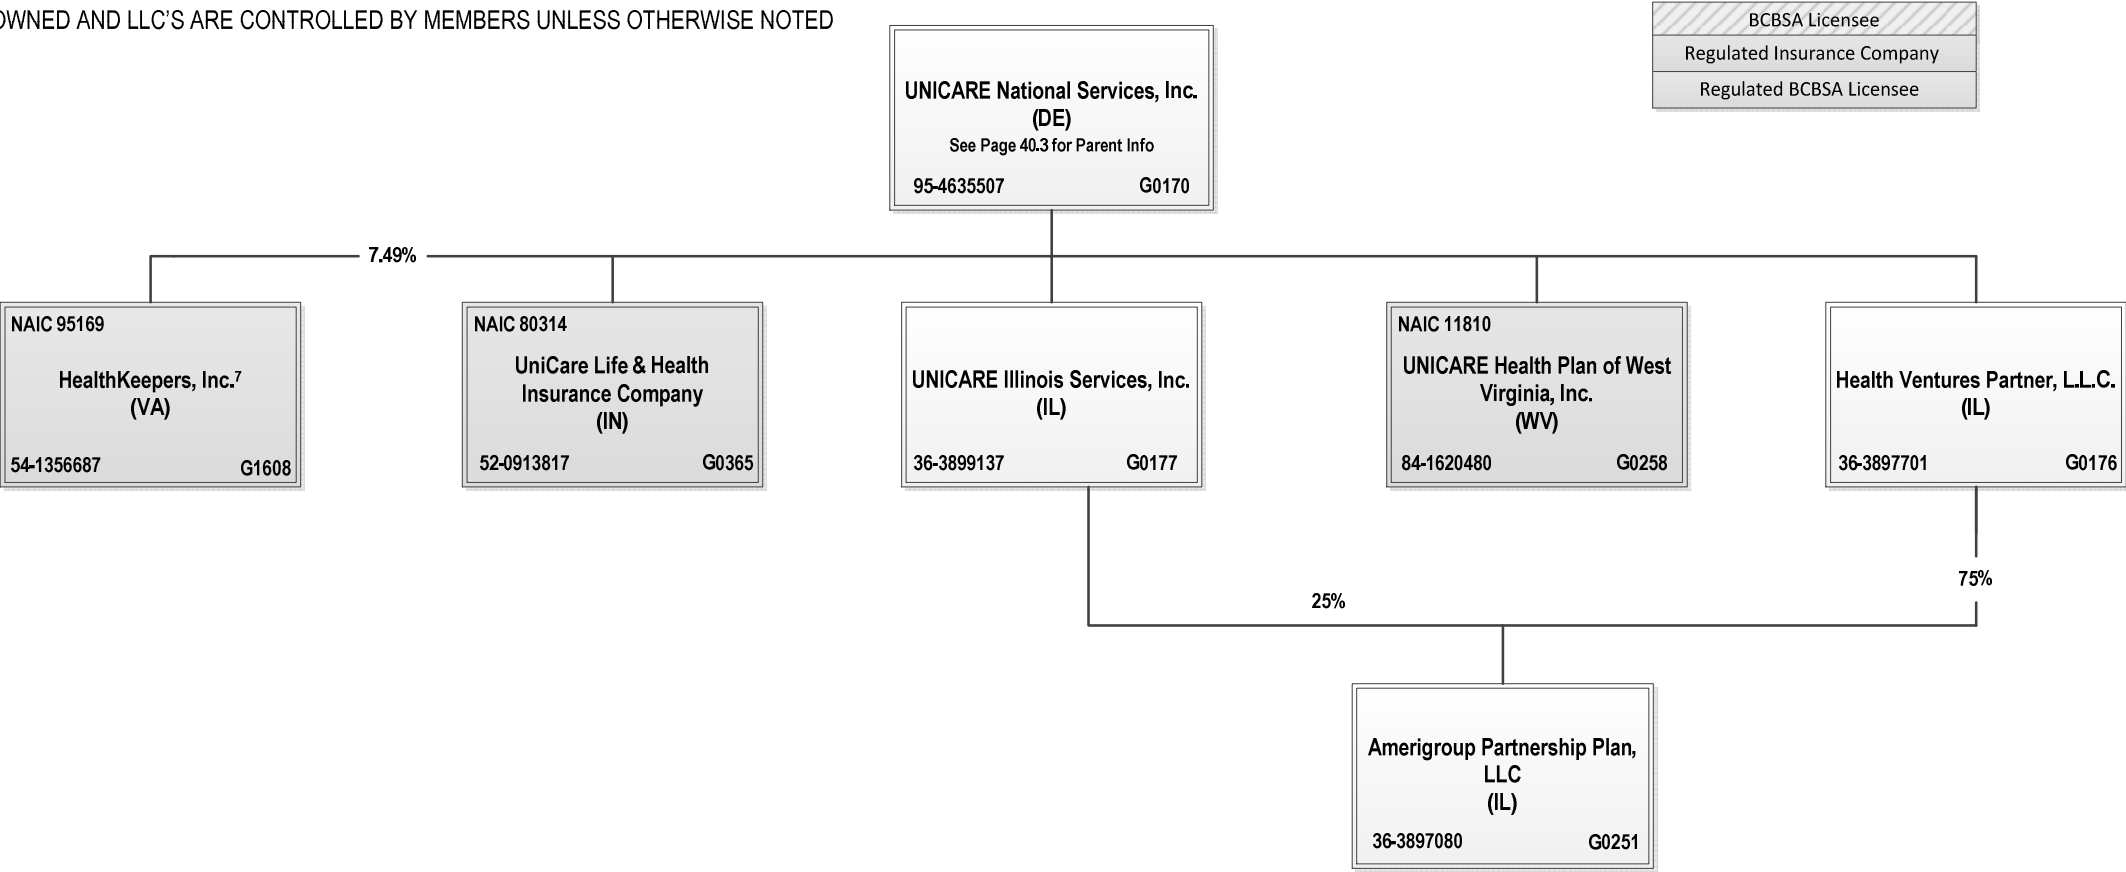 OWNED AND LLC'S ARE CONTROLLED BY MEMBERS UNLESS OTHERWISE NOTED
BCBSA Licensee
Regulated Insurance Company
Regulated BCBSA Licensee
UNICARE National Services, Inc.
(DE)
See Page 40.3 for Parent Info
95-4635507 G0170
7.49%
NAIC 95169
HealthKeepers, Inc.⁷
(VA)
54-1356687 G1608
NAIC 80314
UniCare Life & Health
Insurance Company
(IN)
52-0913817 G0365
UNICARE Illinois Services, Inc.
(IL)
36-3899137 G0177
NAIC 11810
UNICARE Health Plan of West
Virginia, Inc.
(WV)
84-1620480 G0258
Health Ventures Partner, L.L.C.
(IL)
36-3897701 G0176
75%
25%
Amerigroup Partnership Plan,
LLC
(IL)
36-3897080 G0251